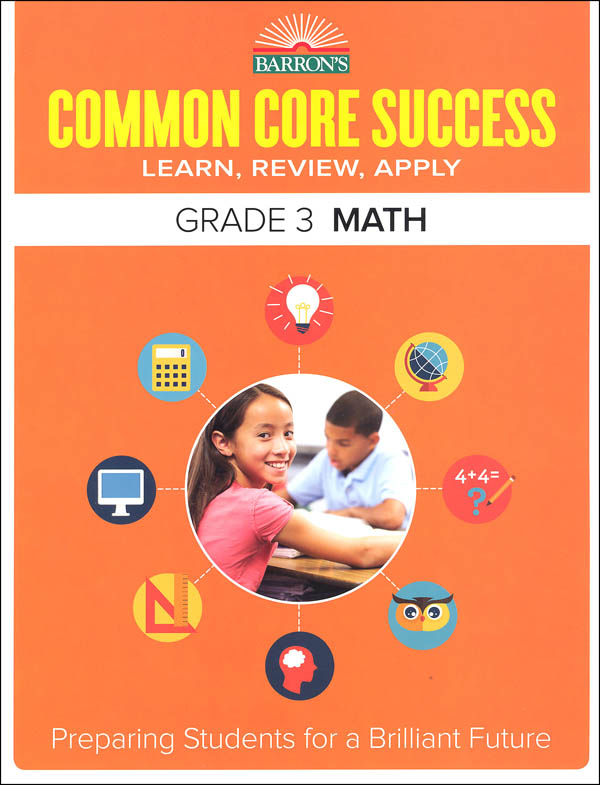 BARRON'S
COMMON CORE SUCCESS
LEARN, REVIEW, APPLY
GRADE 3 MATH
4+4=
?
Preparing Students for a Brilliant Future